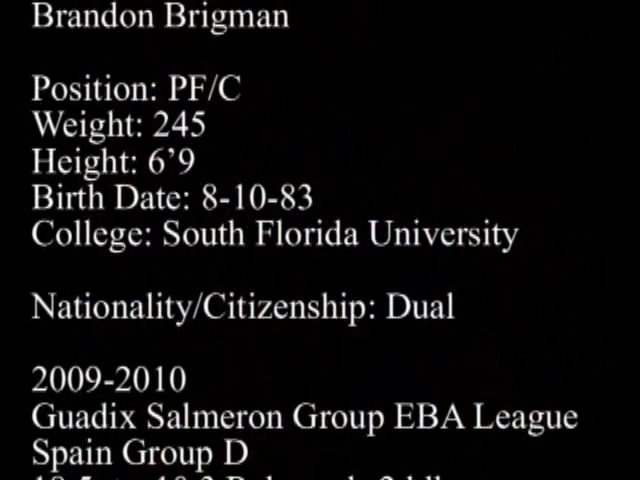 Brandon Brigman
Position: PF/C
Weight: 245
Height: 6’9
Birth Date: 8-10-83
College: South Florida University
Nationality/Citizenship: Dual
2009-2010
Guadix Salmeron Group EBA League
Spain Group D